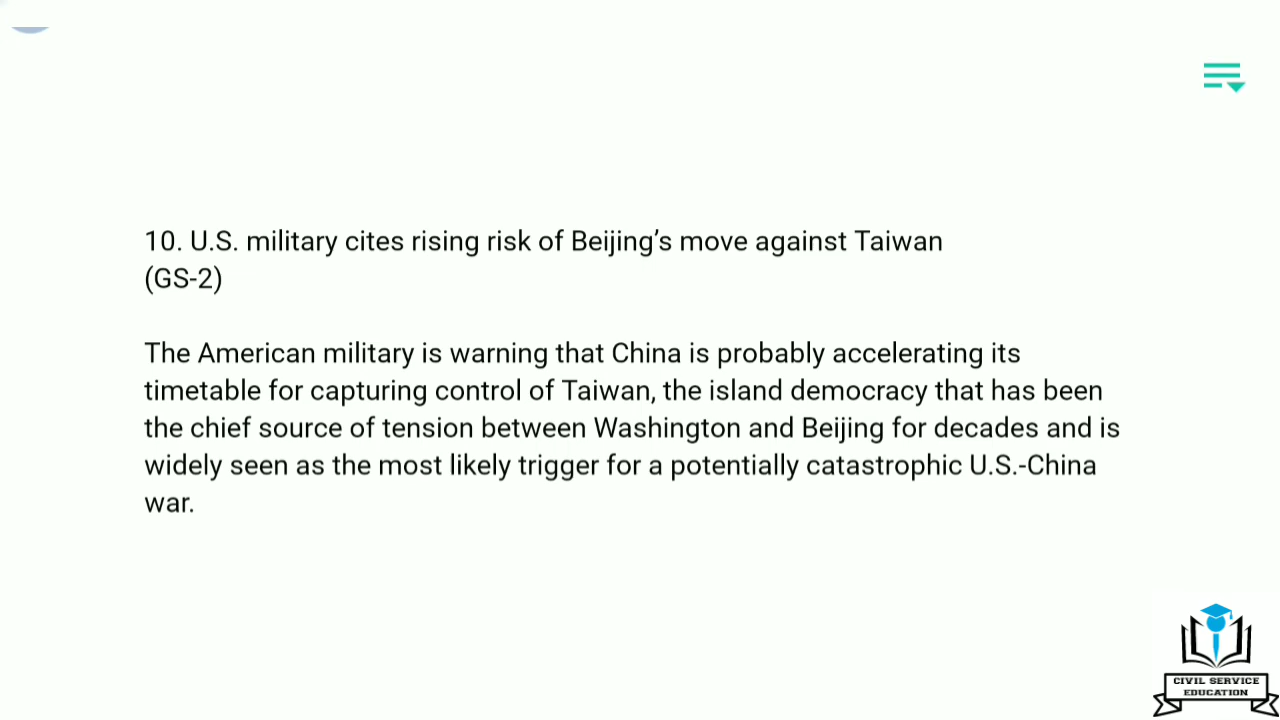 10. U.S. military cites rising risk of Beijing’s move against Taiwan
(GS-2)
The American military is warning that China is probably accelerating its
timetable for capturing control of Taiwan, the island democracy that has been
the chief source of tension between Washington and Beijing for decades and is
widely seen as the most likely trigger for a potentially catastrophic U.S.-China
war.
CIVIL SERVICE
EDUCATION